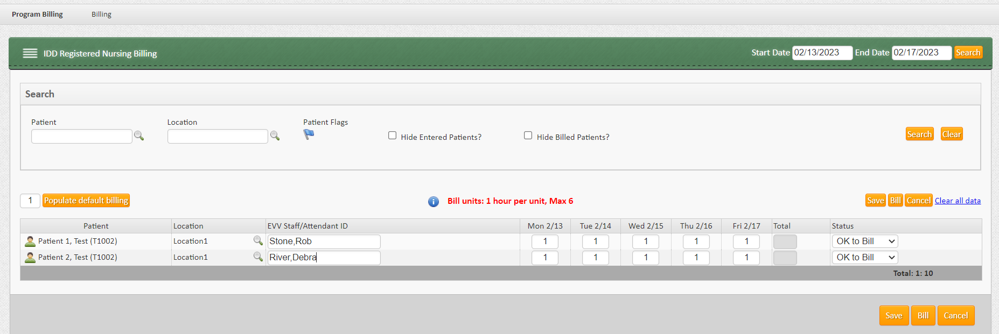 Program Billing Billing
IDD Registered Nursing Billing Start Date 02/13/2023 End Date 02/17/2023 Search
Search
Patient Location Patient Flags
Hide Entered Patients? Hide Billed Patients? Search Clear
1 Populate default billing Bill units: 1 hour per unit, Max 6 Save Bill Cancel Clear all data
Patient Location EVV Staff/Attendant ID Mon 2/13 Tue 2/14 Wed 2/15 Thu 2/16 Fri 2/17 Total Status
Patient 1, Test (T1002) Location1 Stone,Rob 1 1 1 1 1 OK to Bill
Patient 2, Test (T1002) Location1 River,Debra 1 1 1 1 1 OK to Bill
Total: 1: 10
Save Bill Cancel